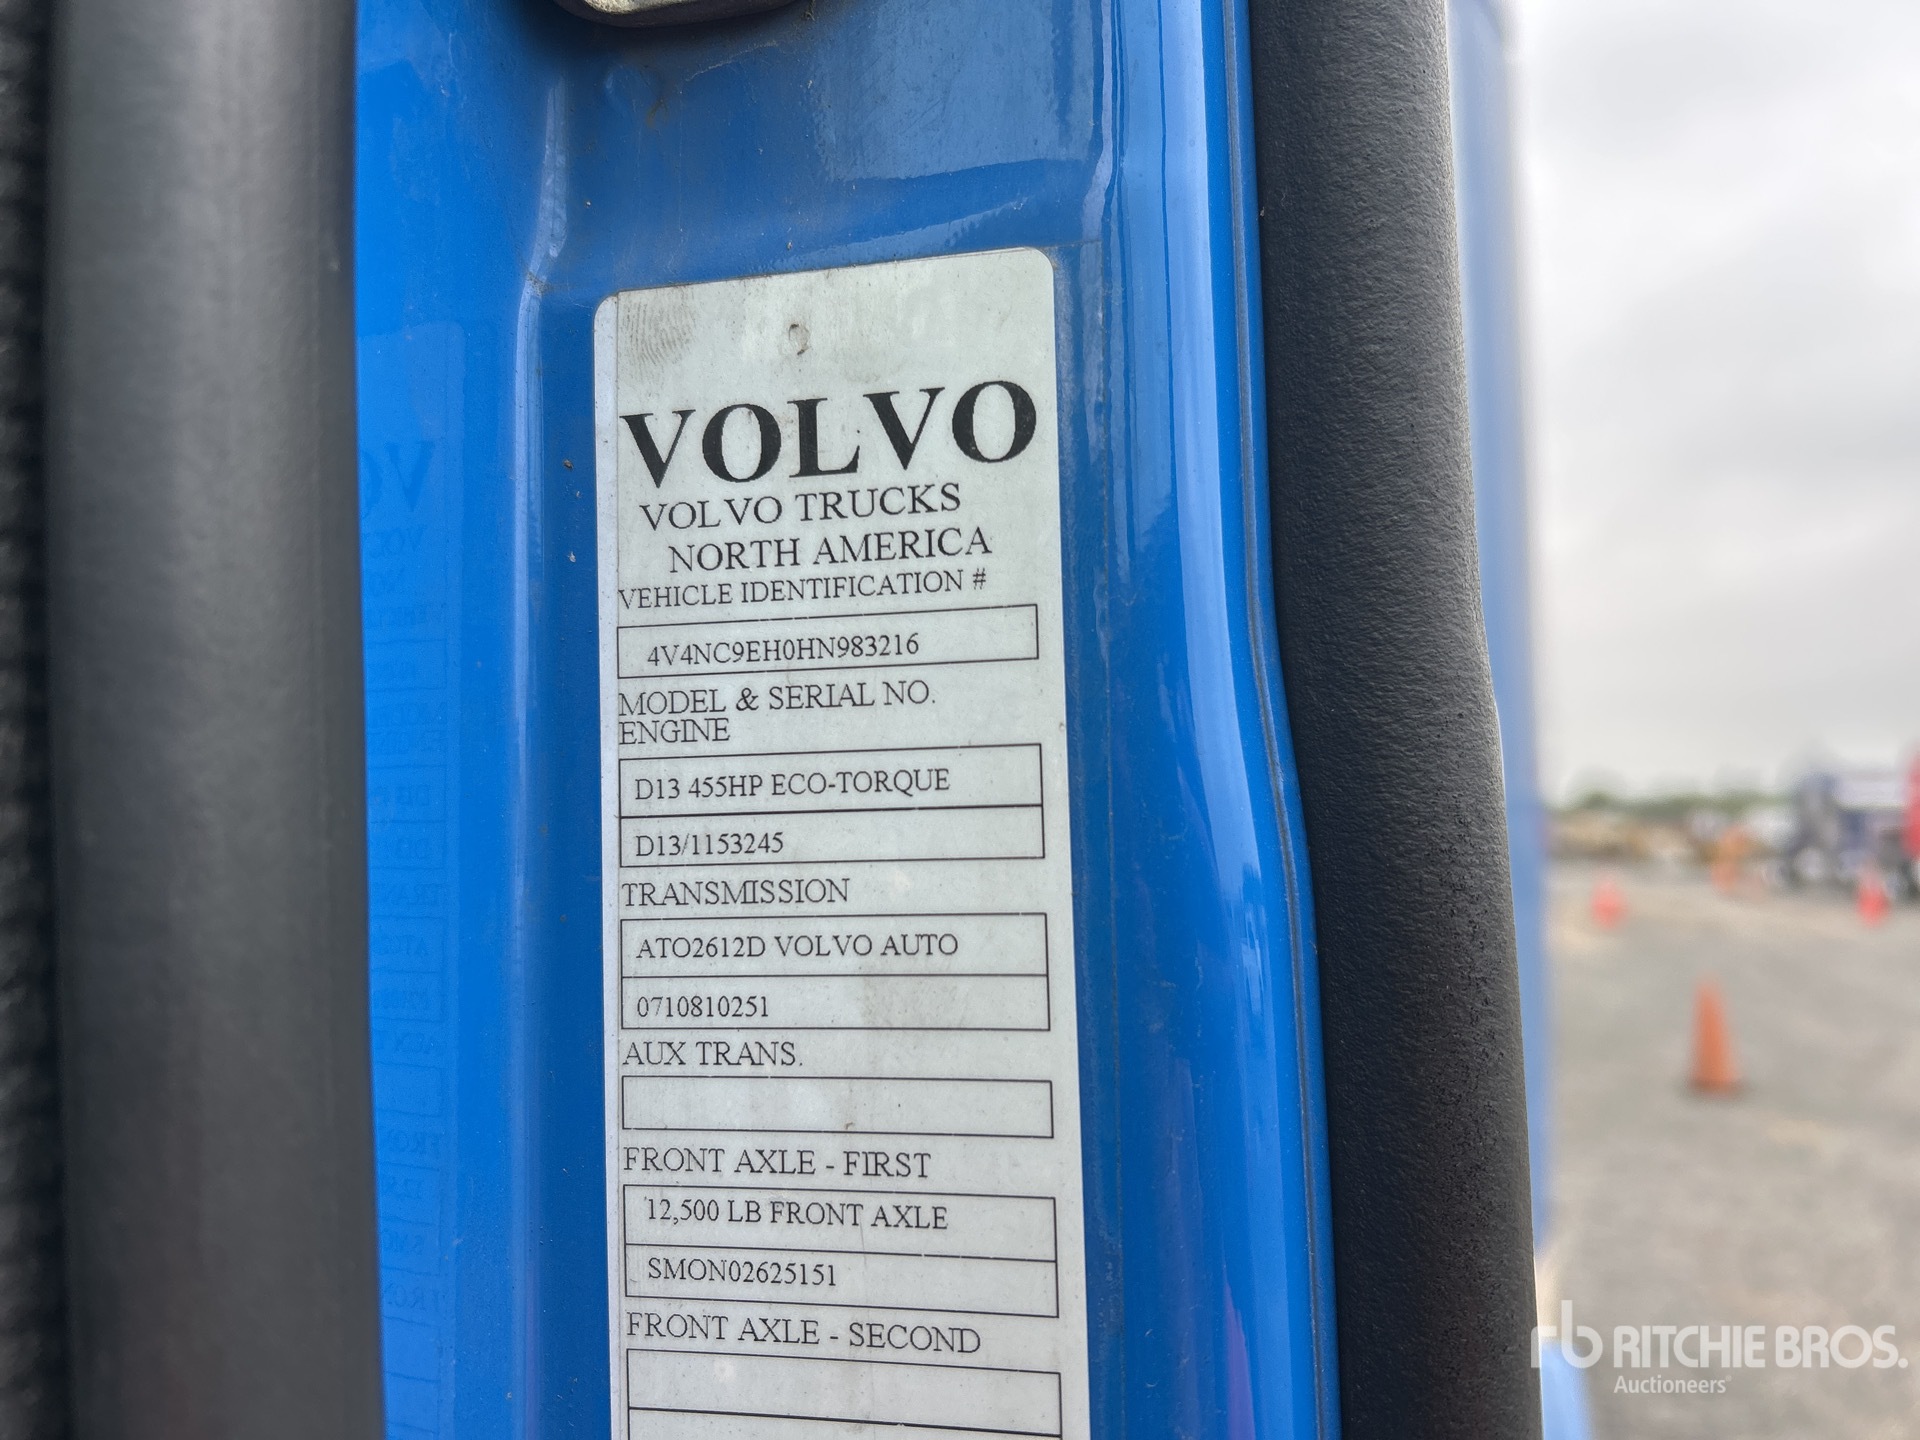 VOLVO
VOLVO TRUCKS
NORTH AMERICA
VEHICLE IDENTIFICATION #
4V4NC9EH0HN983216
MODEL & SERIAL NO.
ENGINE
D13 455HP ECO-TORQUE
D13/1153245
TRANSMISSION
ATO2612D VOLVO AUTO
0710810251
AUX TRANS.
FRONT AXLE - FIRST
12,500 LB FRONT AXLE
SMON02625151
FRONT AXLE - SECOND
rb RITCHIE BROS.
Auctioneers